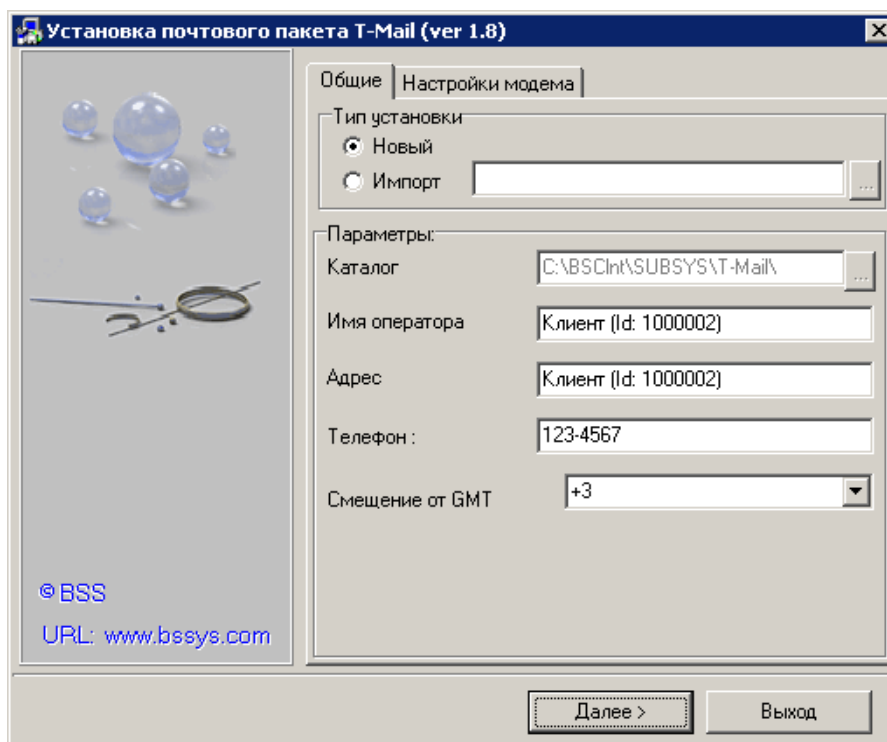 Установка почтового пакета T-Mail (ver 1.8)
Общие
Настройки модема
Тип установки
Новый
Импорт
...
Параметры:
Каталог
C:\BSClnt\SUBSYS\T-Mail\
...
Имя оператора
Клиент (Id: 1000002)
Адрес
Клиент (Id: 1000002)
Телефон :
123-4567
Смещение от GMT
+3
© BSS
URL: www.bssys.com
Далее >
Выход